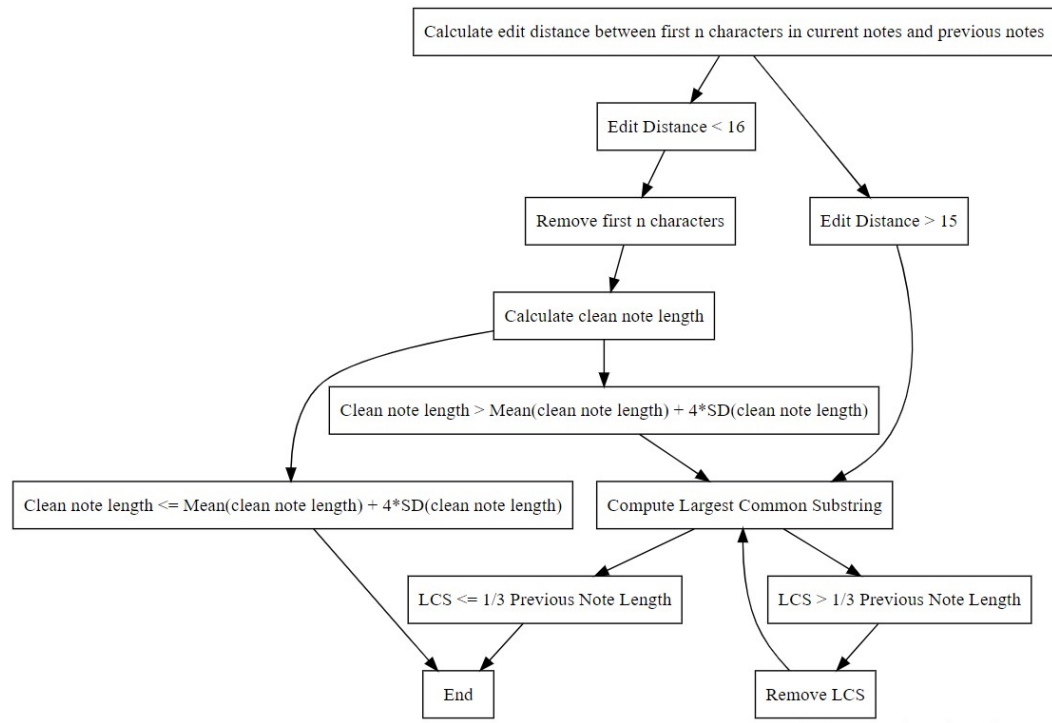 Calculate edit distance between first n characters in current notes and previous notes
Edit Distance < 16
Remove first n characters
Edit Distance > 15
Calculate clean note length
Clean note length > Mean(clean note length) + 4*SD(clean note length)
Clean note length <= Mean(clean note length) + 4*SD(clean note length)
Compute Largest Common Substring
LCS <= 1/3 Previous Note Length
LCS > 1/3 Previous Note Length
End
Remove LCS